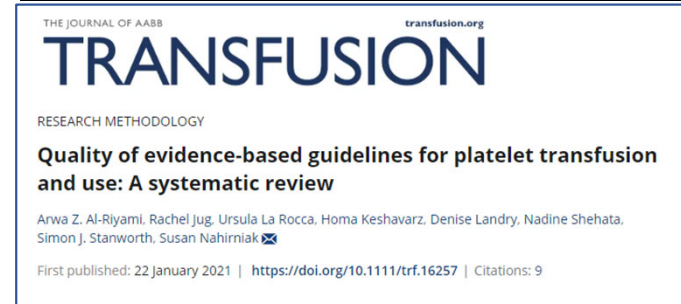 THE JOURNAL OF AABB
transfusion.org
TRANSFUSION
RESEARCH METHODOLOGY
Quality of evidence-based guidelines for platelet transfusion
and use: A systematic review
Arwa Z. Al-Riyami, Rachel Jug, Ursula La Rocca, Homa Keshavarz, Denise Landry, Nadine Shehata,
Simon J. Stanworth, Susan Nahirniak
First published: 22 January 2021 | https://doi.org/10.1111/trf.16257 | Citations: 9